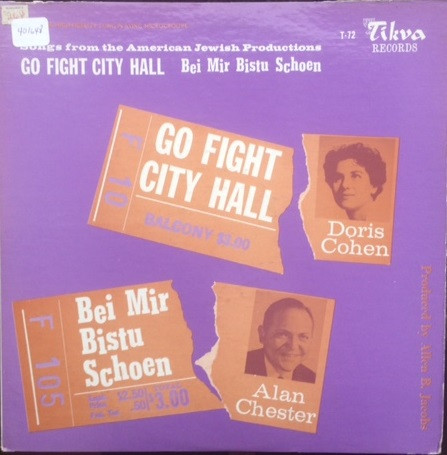 Songs from the American Jewish Productions
GO FIGHT CITY HALL Bei Mir Bistu Schoen
T-72
Tikva
RECORDS
GO FIGHT
CITY HALL
F 10
BALCONY $3.00
Doris
Cohen
Bei Mir
Bistu
Schoen
F 105
3.00
Alan
Chester
Produced by Allen B. Jacobs